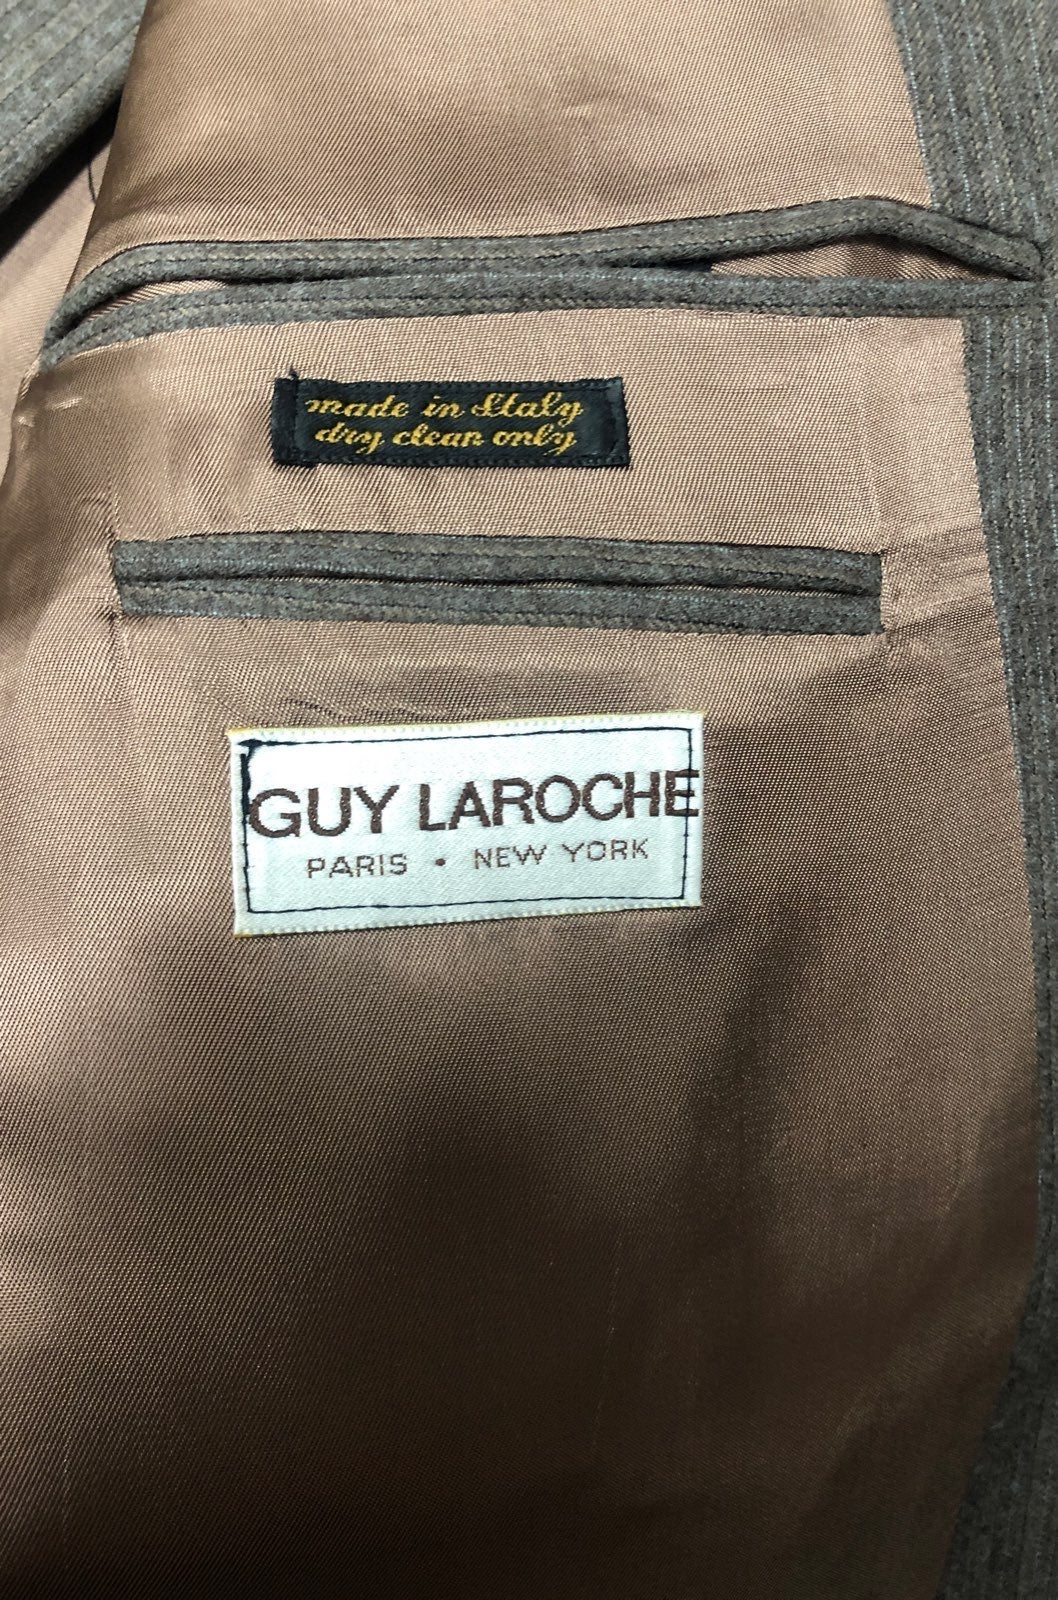 made in Italy
dry clean only
GUY LAROCHE
PARIS • NEW YORK